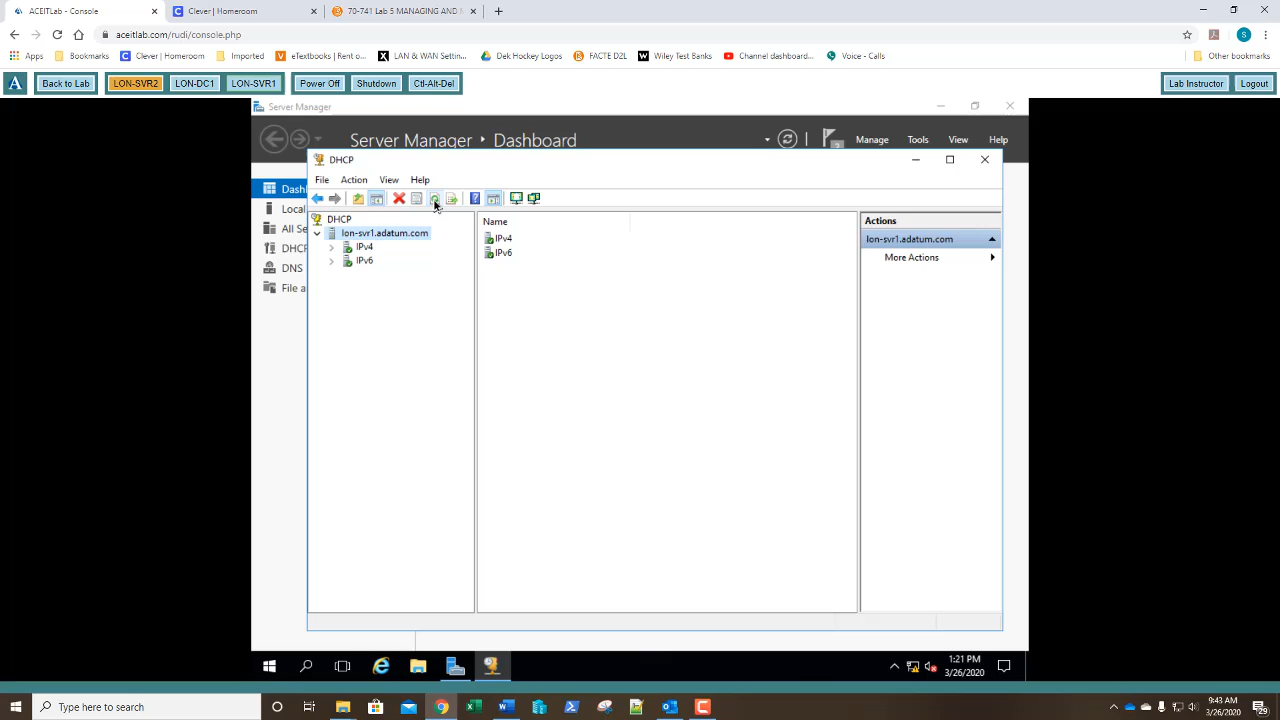 ACEITLab - Console
Clever | Homeroom
70-741 Lab 5 MANAGING AND M
aceitlab.com/rudi/console.php
Apps
Bookmarks
Clever | Homeroom
Imported
eTextbooks | Rent o...
LAN & WAN Settin...
Dek Hockey Logos
FACTE D2L
Wiley Test Banks
Channel dashboard...
Voice - Calls
Other bookmarks
Back to Lab
LON-SVR2
LON-DC1
LON-SVR1
Power Off
Shutdown
Ctl-Alt-Del
Lab Instructor
Logout
Server Manager
Server Manager • Dashboard
Manage
Tools
View
Help
DHCP
File
Action
View
Help
Dash
Local
All Se
DHCP
DNS
File a
DHCP
lon-svr1.adatum.com
IPv4
IPv6
Name
IPv4
IPv6
Actions
lon-svr1.adatum.com
More Actions
1:21 PM
3/26/2020
Type here to search
9:43 AM
3/26/2020